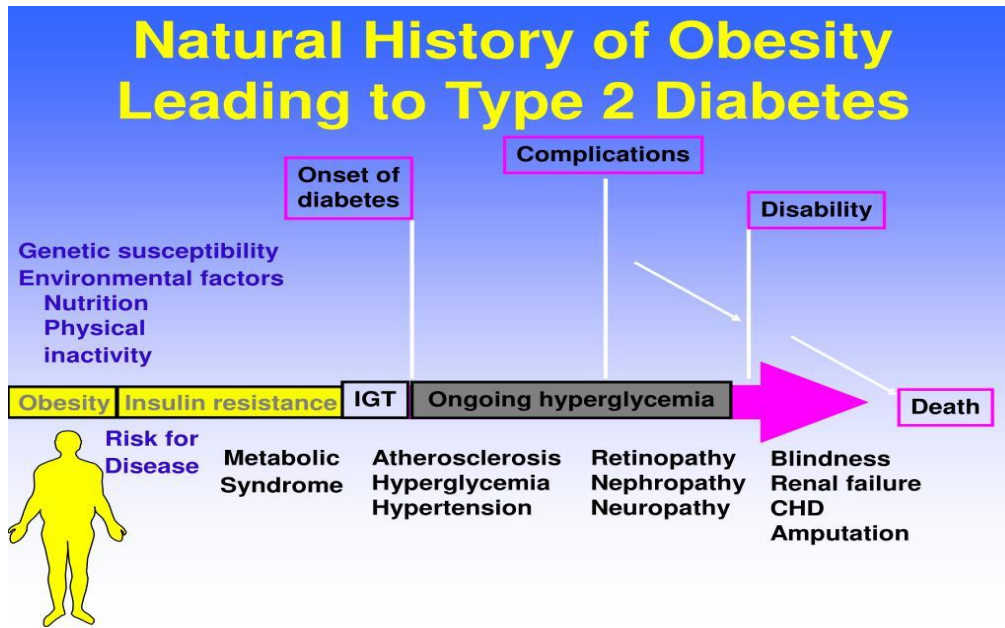 Natural History of Obesity
Leading to Type 2 Diabetes
Complications
Onset of
diabetes
Disability
Genetic susceptibility
Environmental factors
Nutrition
Physical
inactivity
Obesity
Insulin resistance
IGT
Ongoing hyperglycemia
Death
Risk for
Disease
Metabolic
Syndrome
Atherosclerosis
Hyperglycemia
Hypertension
Retinopathy
Nephropathy
Neuropathy
Blindness
Renal failure
CHD
Amputation